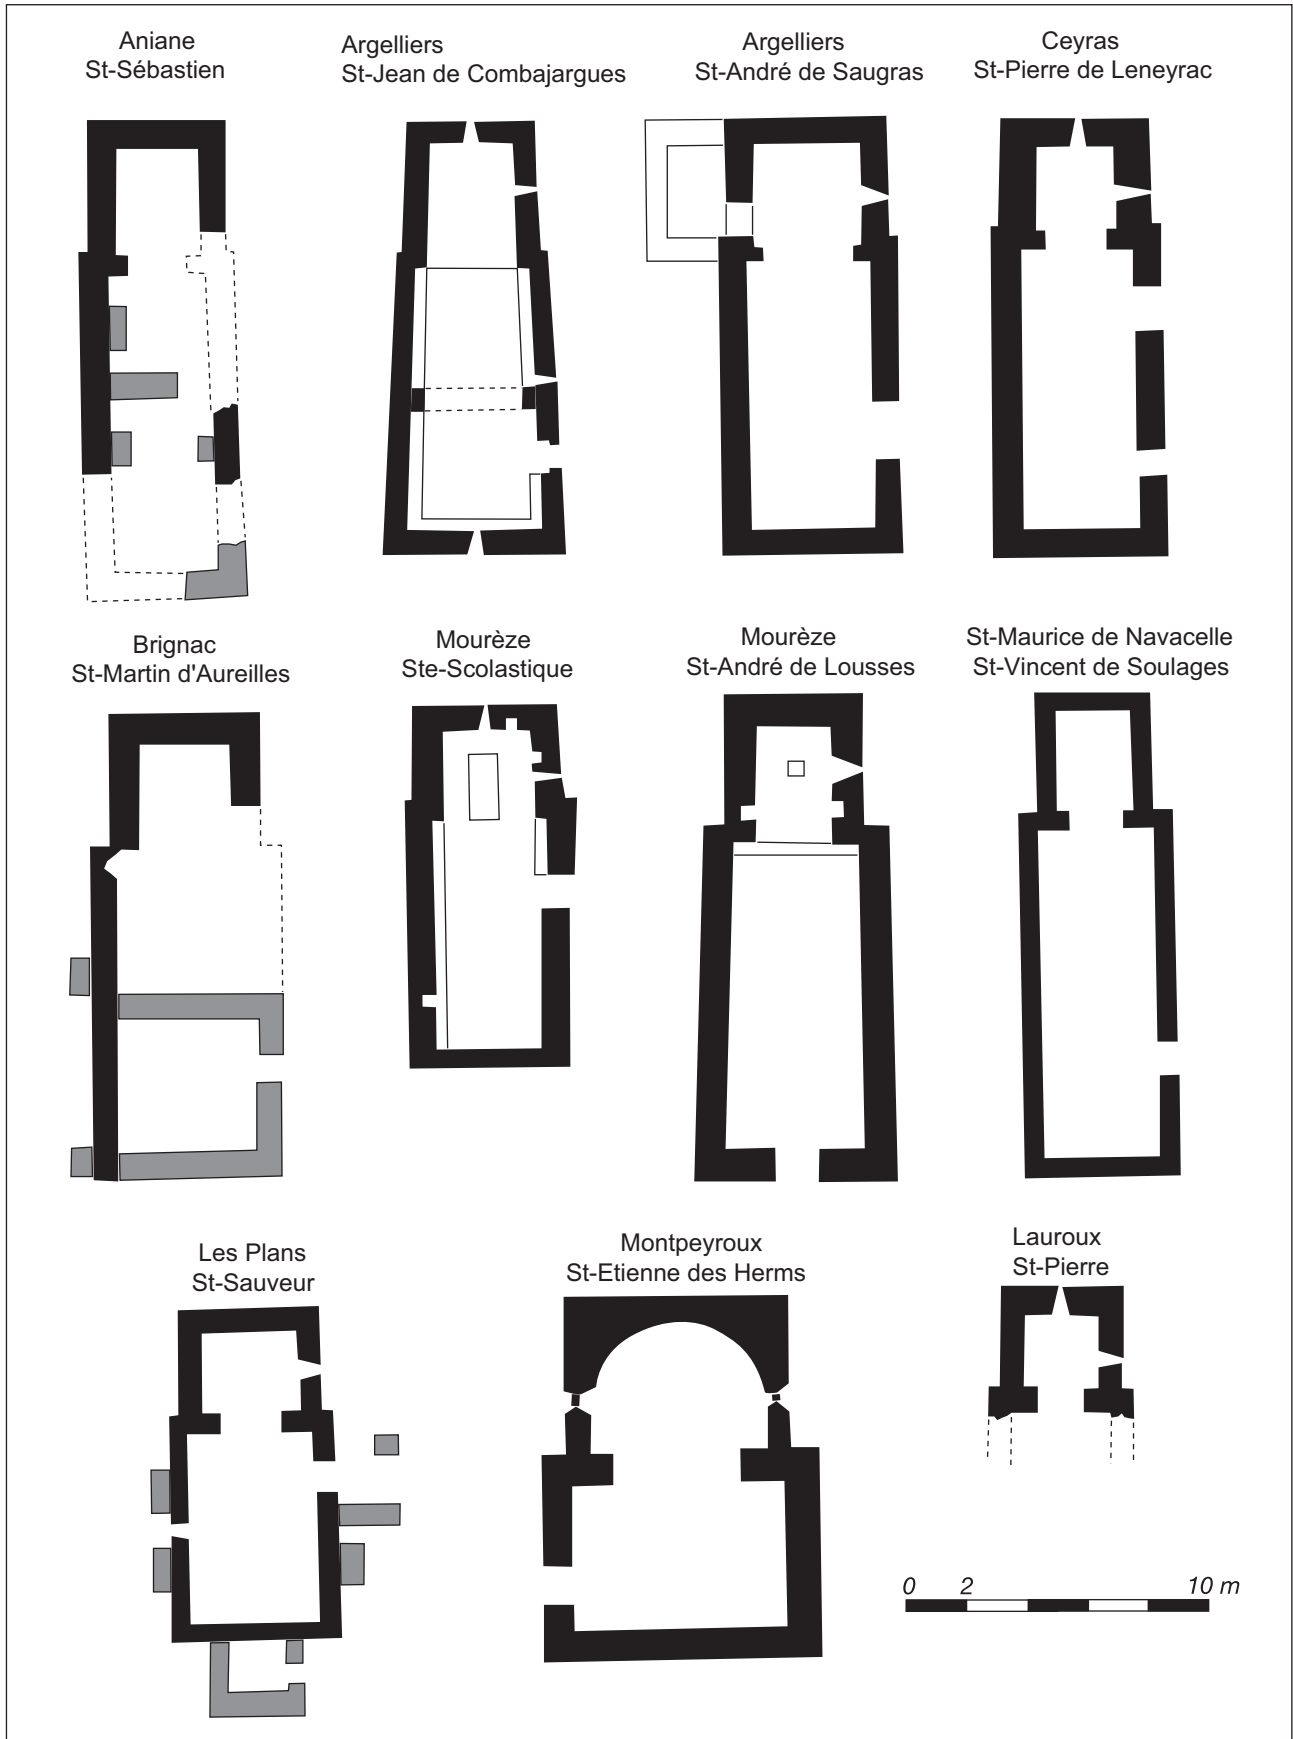 Aniane
St-Sébastien
Argelliers
St-Jean de Combajargues
Argelliers
St-André de Saugras
Ceyras
St-Pierre de Leneyrac
Brignac
St-Martin d'Aureilles
Mourèze
Ste-Scolastique
Mourèze
St-André de Lousses
St-Maurice de Navacelle
St-Vincent de Soulages
Les Plans
St-Sauveur
Montpeyroux
St-Etienne des Herms
Lauroux
St-Pierre
0 2 10 m